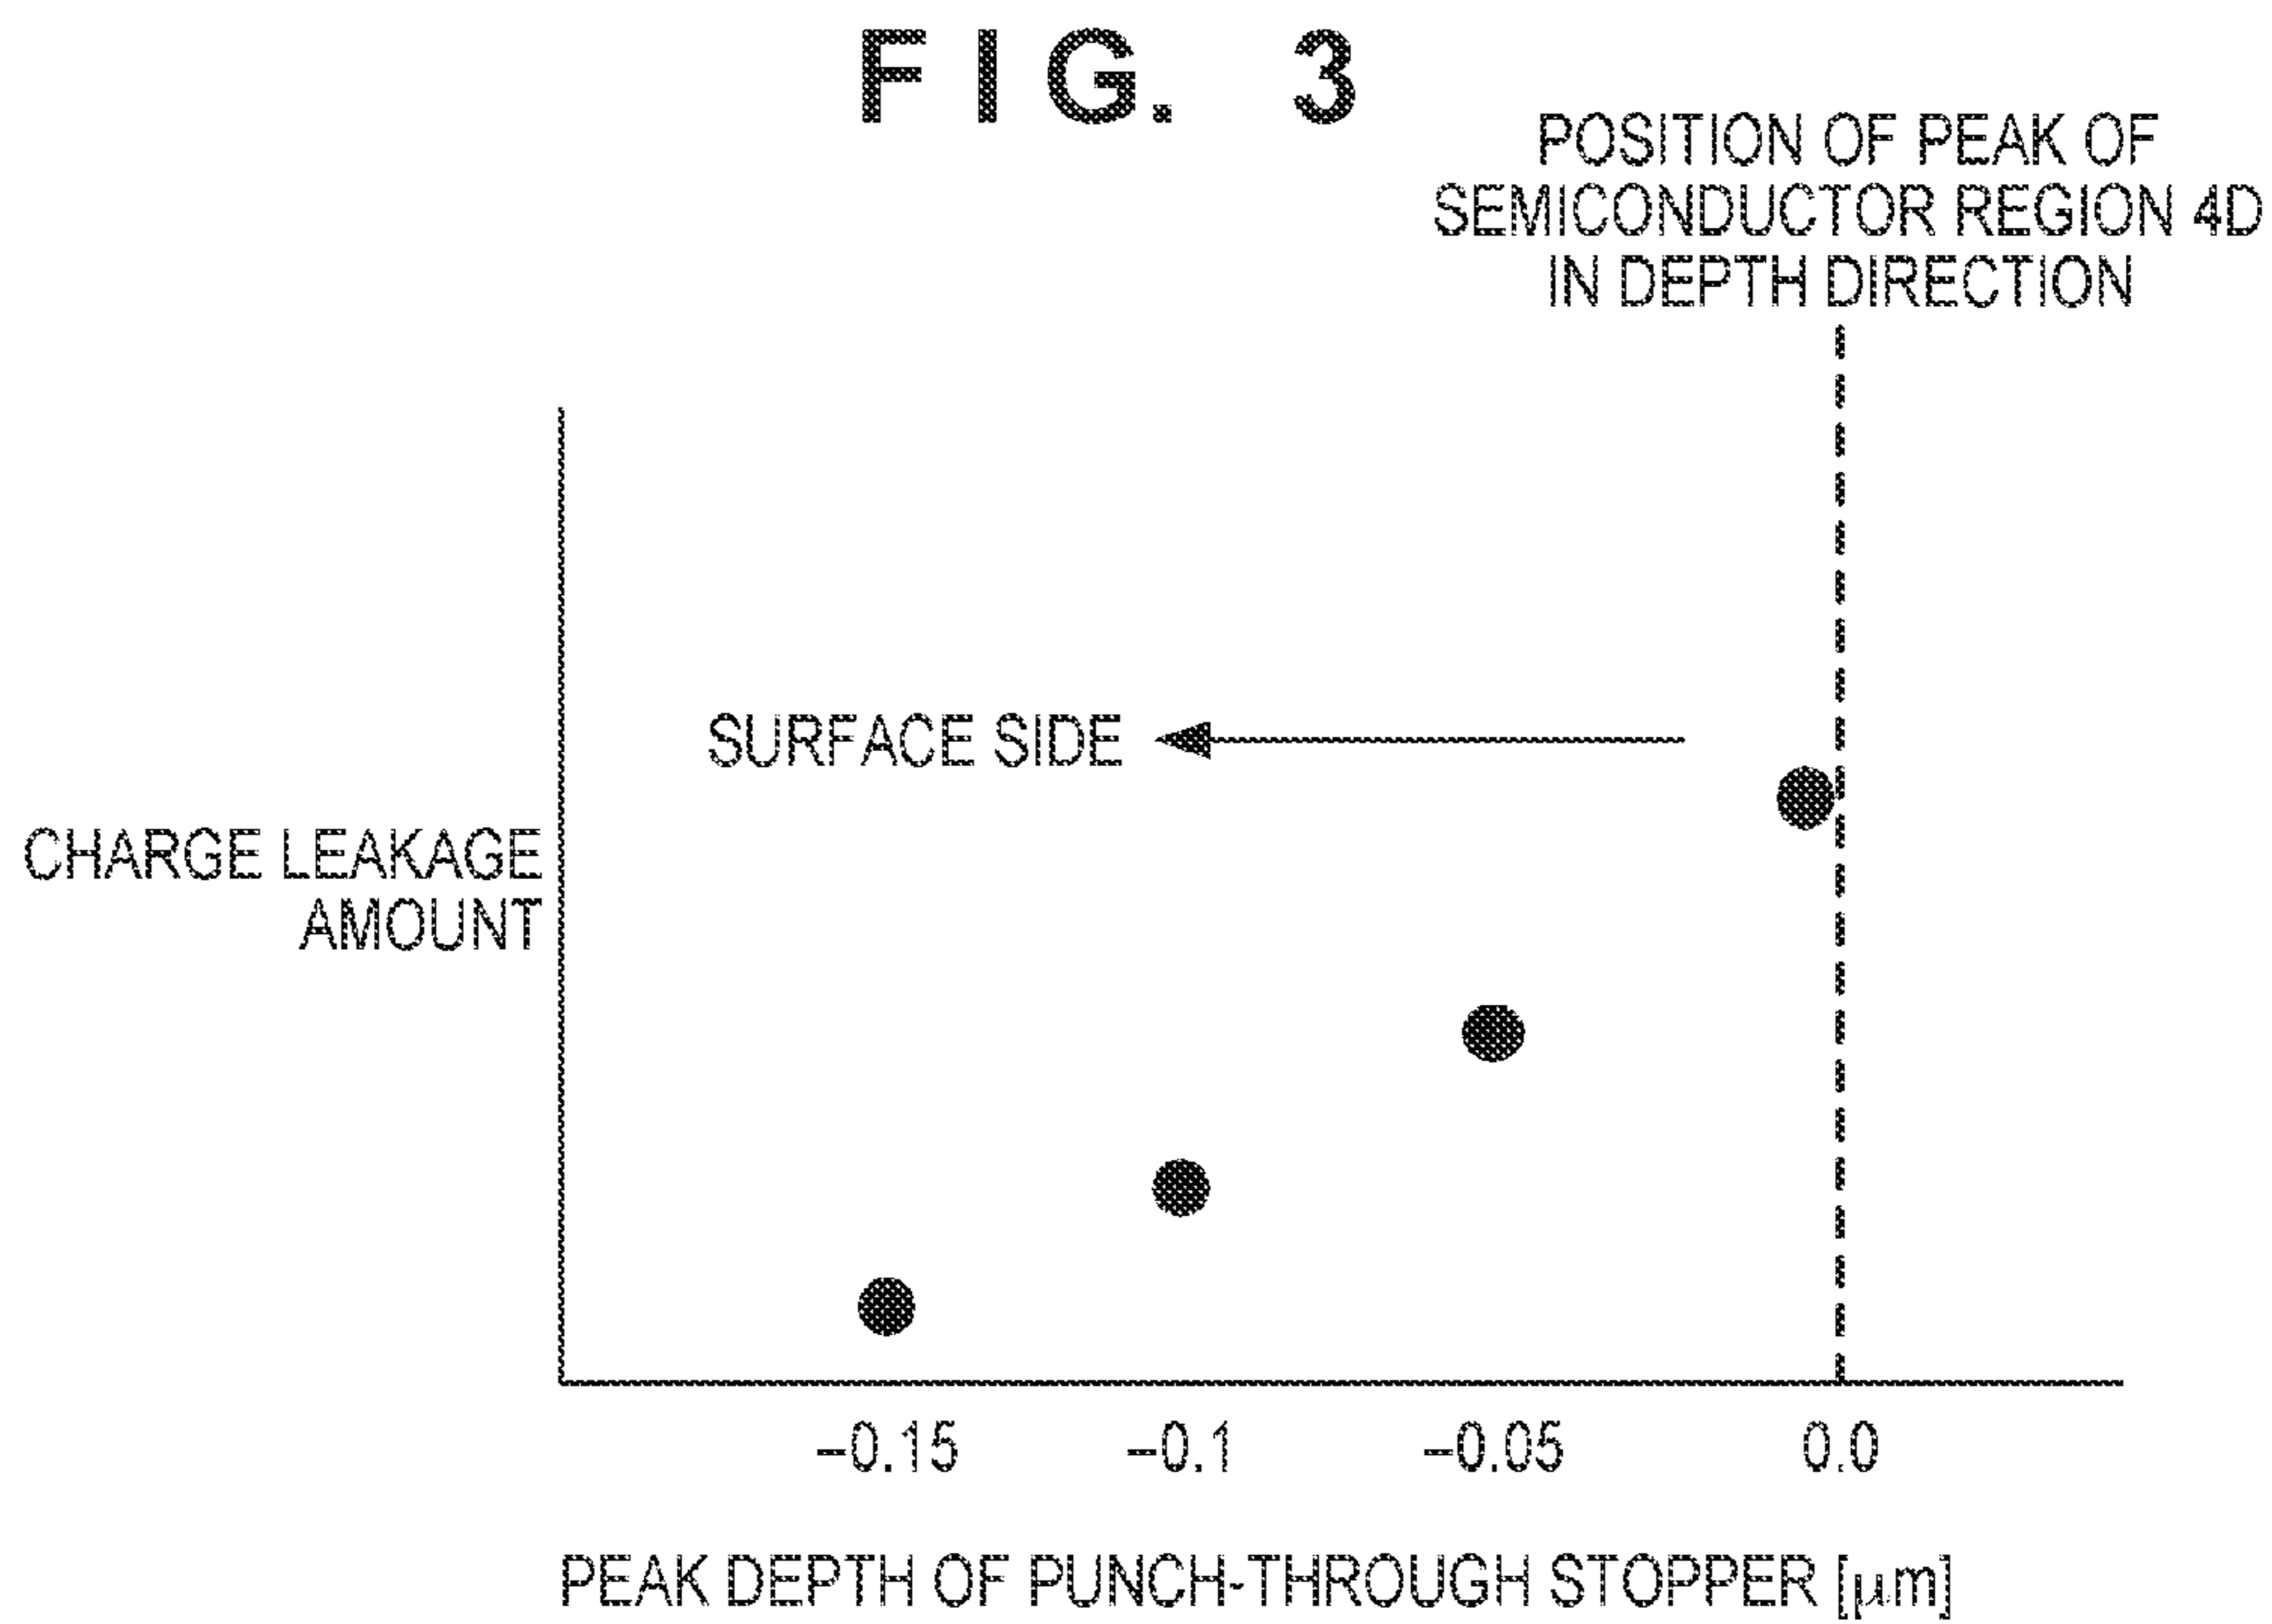 FIG. 3
POSITION OF PEAK OF
SEMICONDUCTOR REGION 4D
IN DEPTH DIRECTION
SURFACE SIDE
CHARGE LEAKAGE
AMOUNT
–0.15 –0.1 –0.05 0.0
PEAK DEPTH OF PUNCH-THROUGH STOPPER [μm]